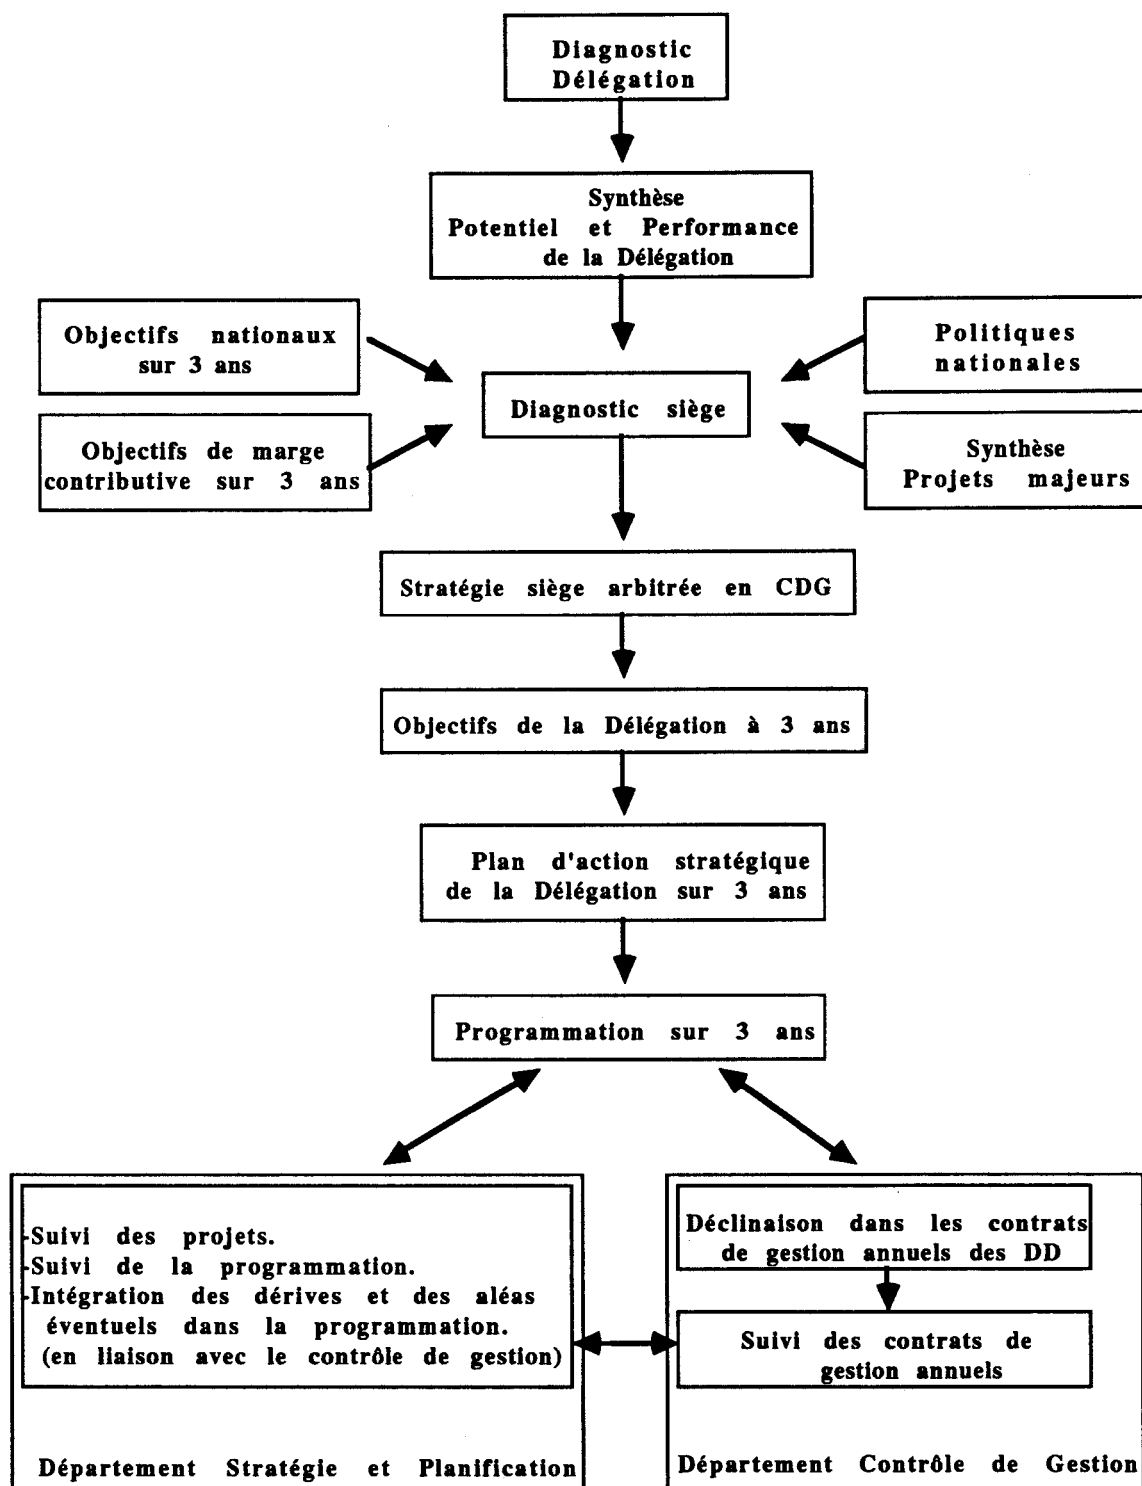 Diagnostic
Délégation
Synthèse
Potentiel et Performance
de la Délégation
Objectifs nationaux
sur 3 ans
Politiques
nationales
Diagnostic siège
Objectifs de marge
contributive sur 3 ans
Synthèse
Projets majeurs
Stratégie siège arbitrée en CDG
Objectifs de la Délégation à 3 ans
Plan d'action stratégique
de la Délégation sur 3 ans
Programmation sur 3 ans
-Suivi des projets.
-Suivi de la programmation.
-Intégration des dérives et des aléas
éventuels dans la programmation.
(en liaison avec le contrôle de gestion)
Département Stratégie et Planification
Déclinaison dans les contrats
de gestion annuels des DD
Suivi des contrats de
gestion annuels
Département Contrôle de Gestion